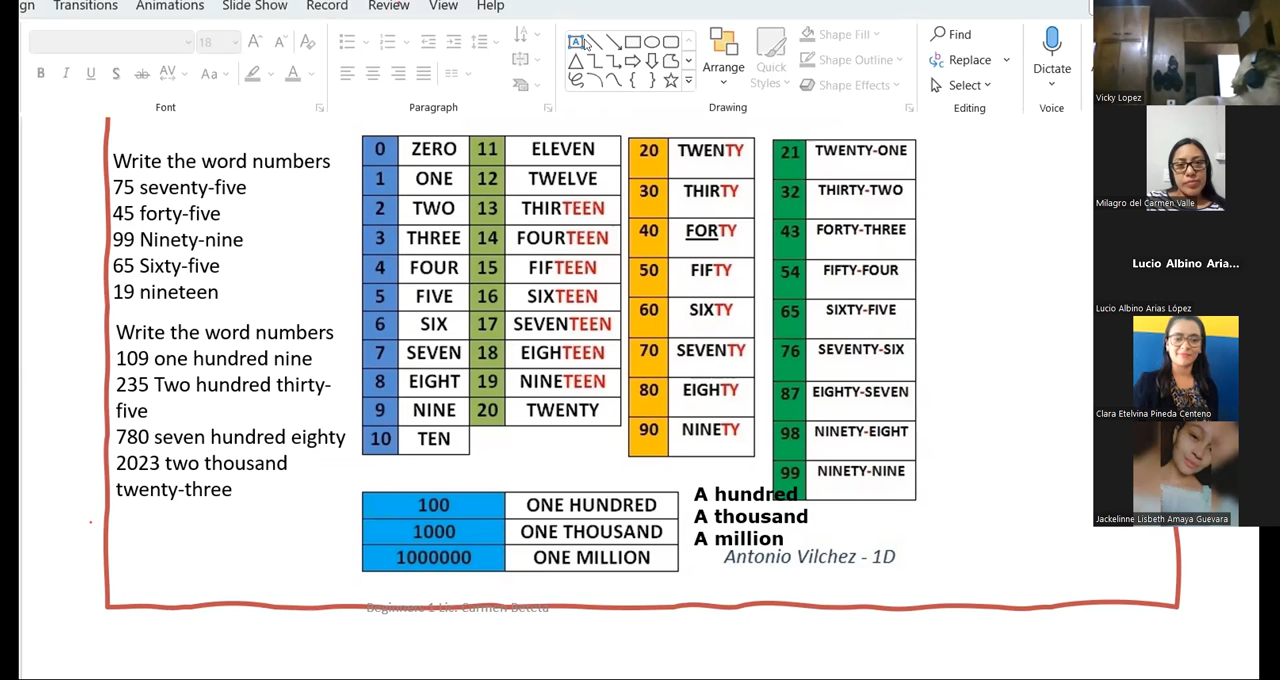 gn Transitions Animations Slide Show Record Review View Help
18
Aa
Font
Paragraph
Arrange
Quick Styles
Shape Fill
Shape Outline
Shape Effects
Drawing
Find
Replace
Select
Editing
Dictate
Voice
Write the word numbers
75 seventy-five
45 forty-five
99 Ninety-nine
65 Sixty-five
19 nineteen
Write the word numbers
109 one hundred nine
235 Two hundred thirty-
five
780 seven hundred eighty
2023 two thousand
twenty-three
0 ZERO 11 ELEVEN
1 ONE 12 TWELVE
2 TWO 13 THIRTEEN
3 THREE 14 FOURTEEN
4 FOUR 15 FIFTEEN
5 FIVE 16 SIXTEEN
6 SIX 17 SEVENTEEN
7 SEVEN 18 EIGHTEEN
8 EIGHT 19 NINETEEN
9 NINE 20 TWENTY
10 TEN
20 TWENTY
30 THIRTY
40 FORTY
50 FIFTY
60 SIXTY
70 SEVENTY
80 EIGHTY
90 NINETY
21 TWENTY-ONE
32 THIRTY-TWO
43 FORTY-THREE
54 FIFTY-FOUR
65 SIXTY-FIVE
76 SEVENTY-SIX
87 EIGHTY-SEVEN
98 NINETY-EIGHT
99 NINETY-NINE
100 ONE HUNDRED
1000 ONE THOUSAND
1000000 ONE MILLION
A hundred
A thousand
A million
Antonio Vilchez - 1D
Beginners 1 Lic. Carmen Beteta
Vicky Lopez
Milagro del Carmen Valle
Lucio Albino Aria...
Lucio Albino Arias López
Clara Etelvina Pineda Centeno
Jackelinne Lisbeth Amaya Guevara